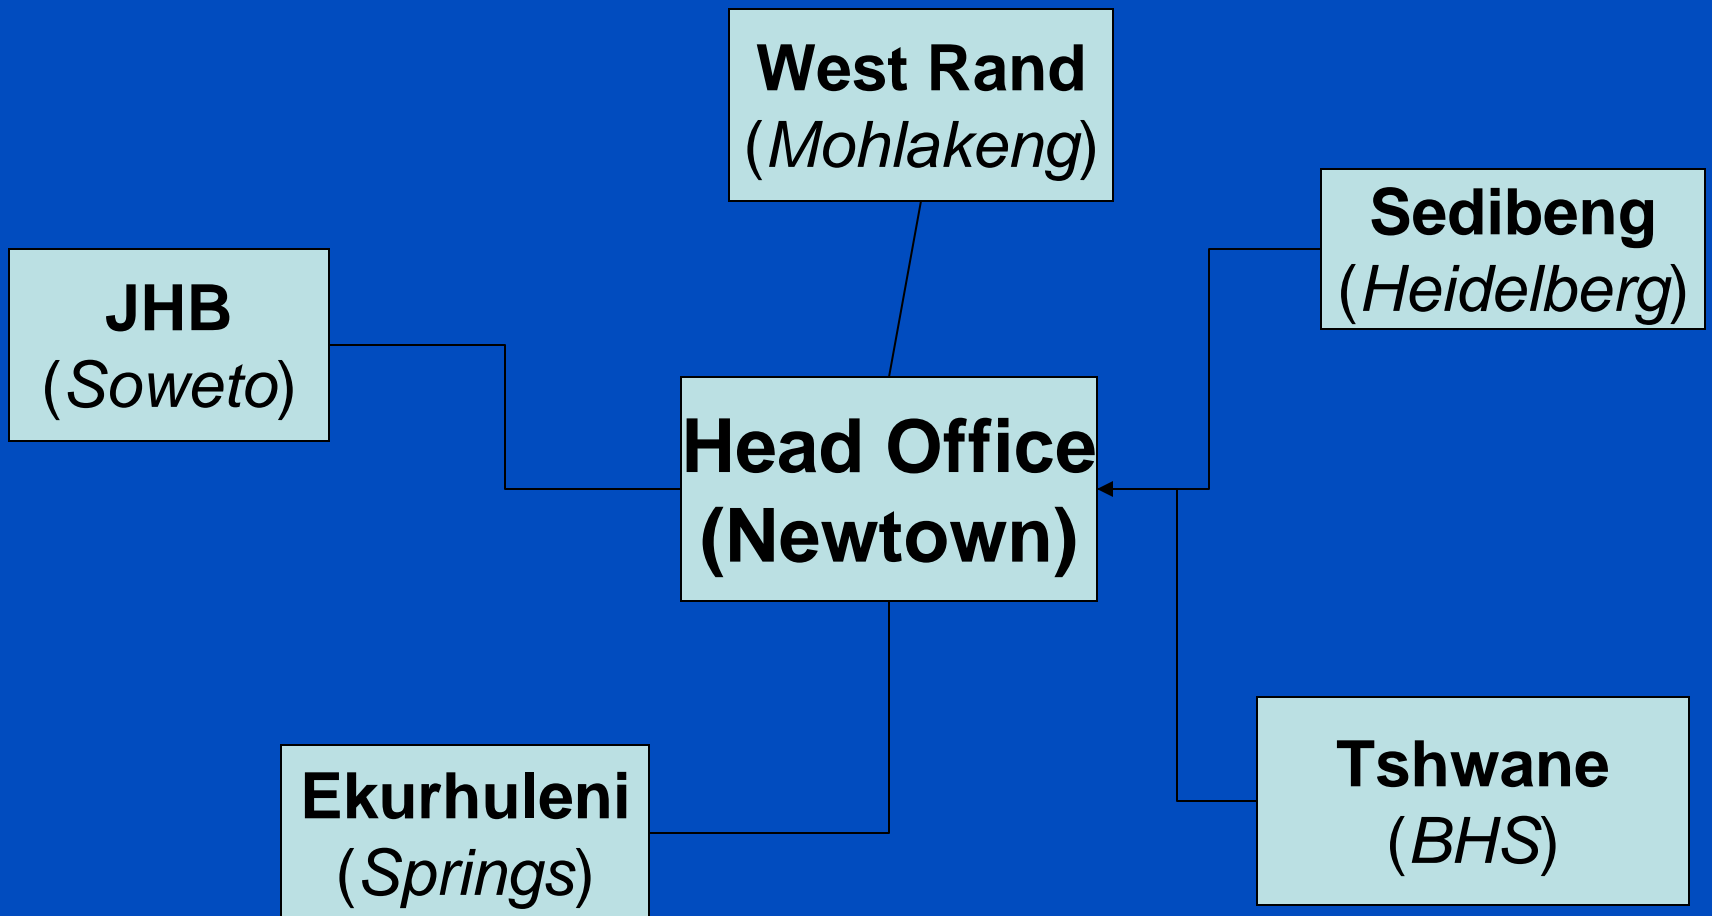 West Rand
(Mohlakeng)
Sedibeng
(Heidelberg)
JHB
(Soweto)
Head Office
(Newtown)
Tshwane
(BHS)
Ekurhuleni
(Springs)